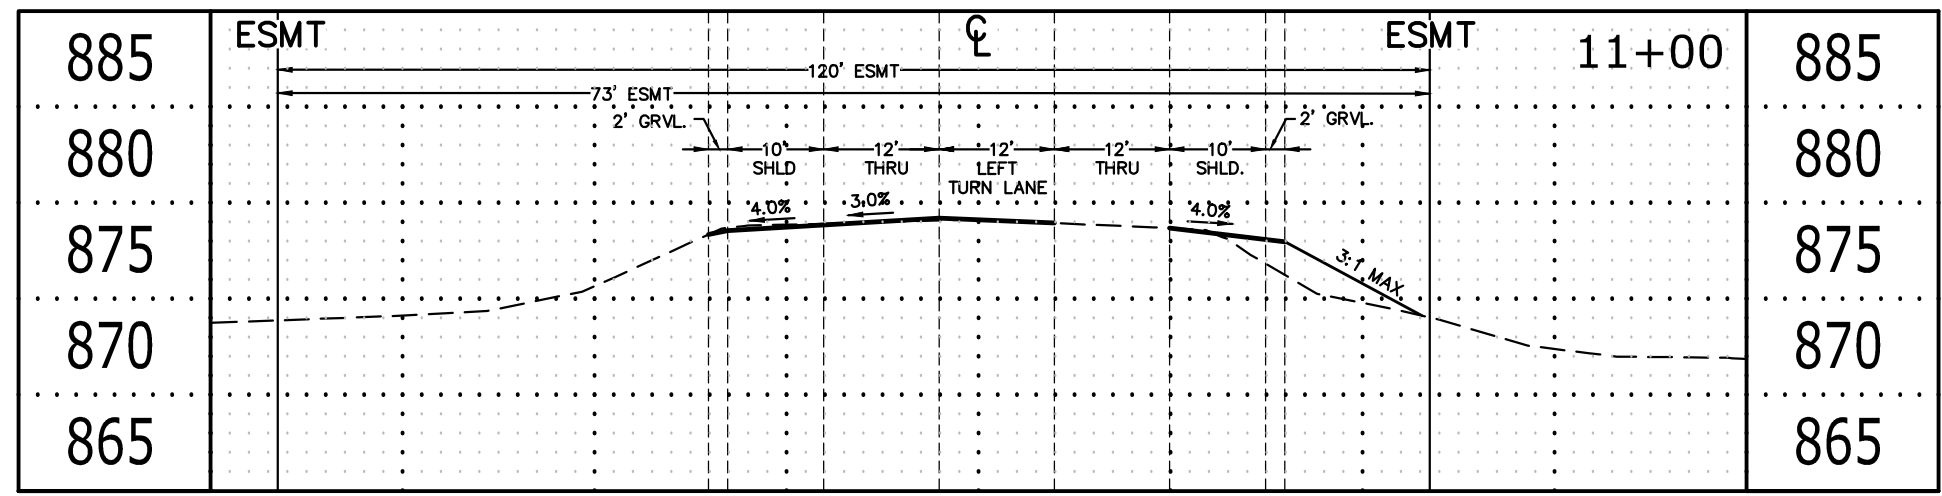 ESMT
℄
ESMT
11+00
885
885
120' ESMT
73' ESMT
2' GRVL.
2' GRVL.
880
880
10' SHLD
12' THRU
12' LEFT TURN LANE
12' THRU
10' SHLD.
4.0%
3.0%
4.0%
875
875
3:1 MAX
870
870
865
865